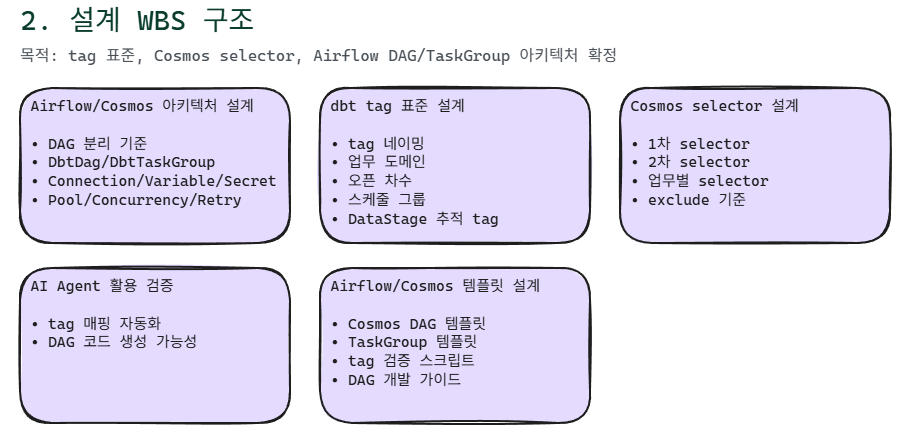 2. 설계 WBS 구조
목적: tag 표준, Cosmos selector, Airflow DAG/TaskGroup 아키텍처 확정
Airflow/Cosmos 아키텍처 설계
• DAG 분리 기준
• DbtDag/DbtTaskGroup
• Connection/Variable/Secret
• Pool/Concurrency/Retry
dbt tag 표준 설계
• tag 네이밍
• 업무 도메인
• 오픈 차수
• 스케줄 그룹
• DataStage 추적 tag
Cosmos selector 설계
• 1차 selector
• 2차 selector
• 업무별 selector
• exclude 기준
AI Agent 활용 검증
• tag 매핑 자동화
• DAG 코드 생성 가능성
Airflow/Cosmos 템플릿 설계
• Cosmos DAG 템플릿
• TaskGroup 템플릿
• tag 검증 스크립트
• DAG 개발 가이드